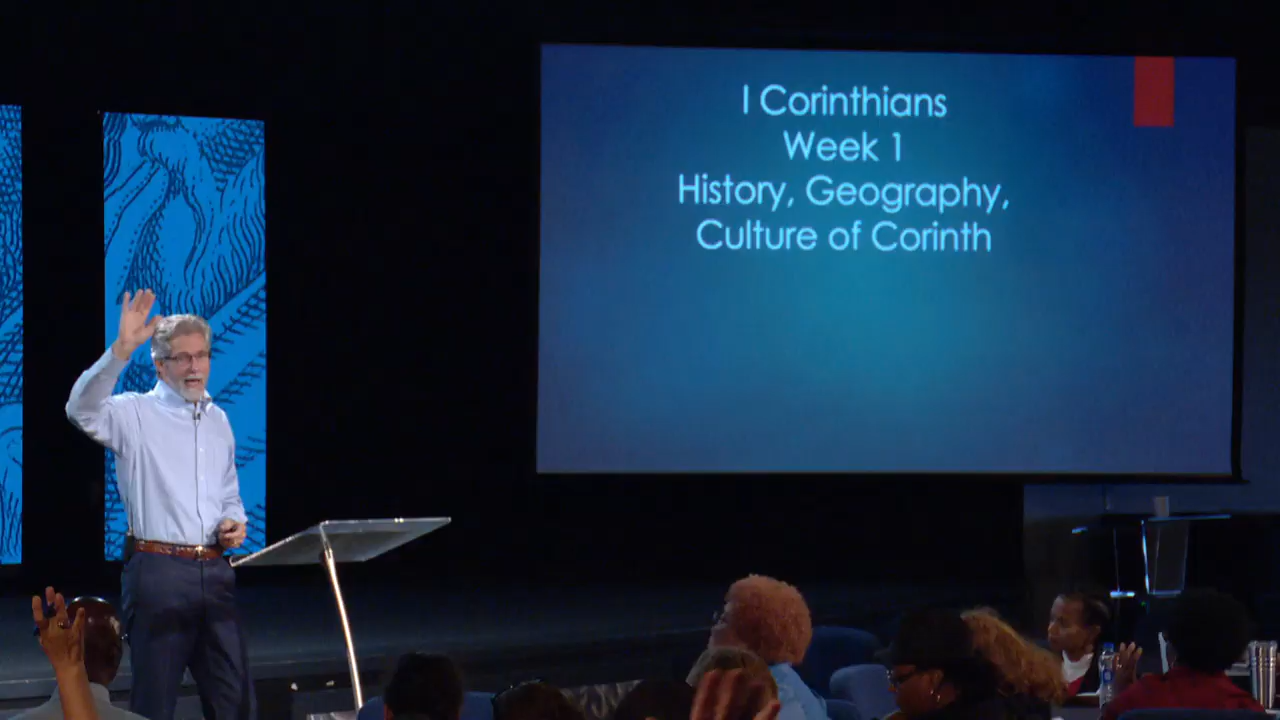 I Corinthians
Week 1
History, Geography,
Culture of Corinth